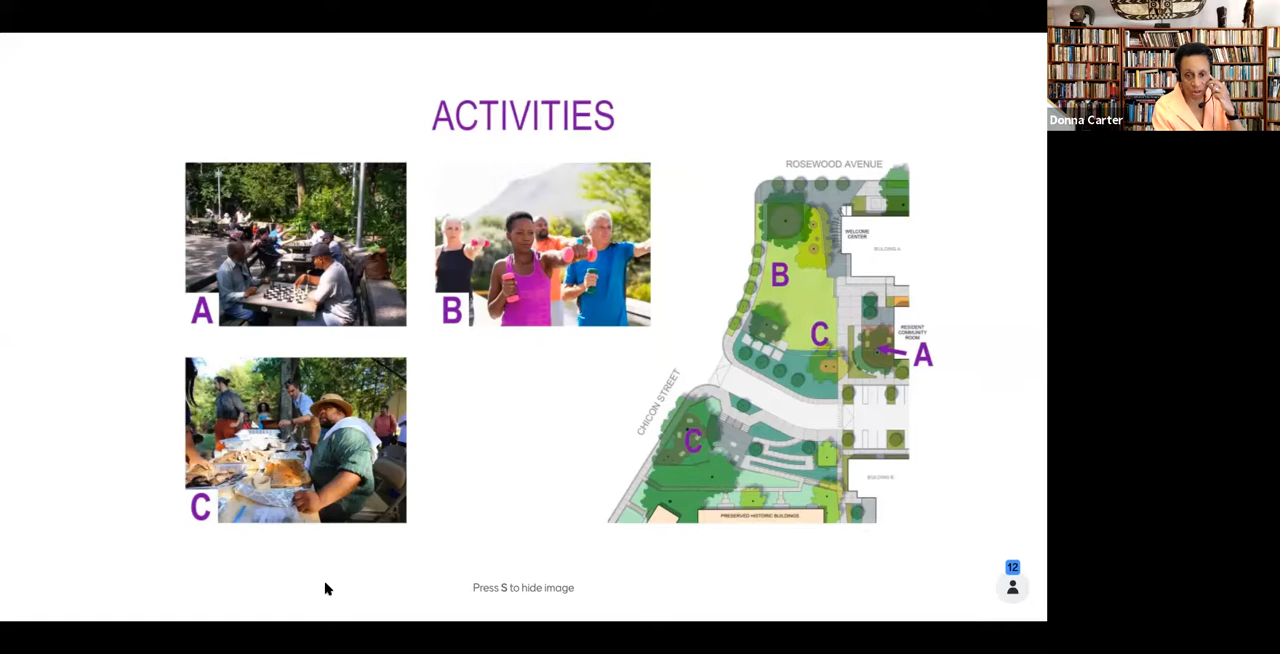 ACTIVITIES
Donna Carter
A
B
C
ROSEWOOD AVENUE
WELCOME
CENTER
BUILDING A
B
C
RESIDENT
COMMUNITY
ROOM
A
CHICON STREET
C
BUILDING B
PRESERVED HISTORIC BUILDINGS
Press S to hide image
12